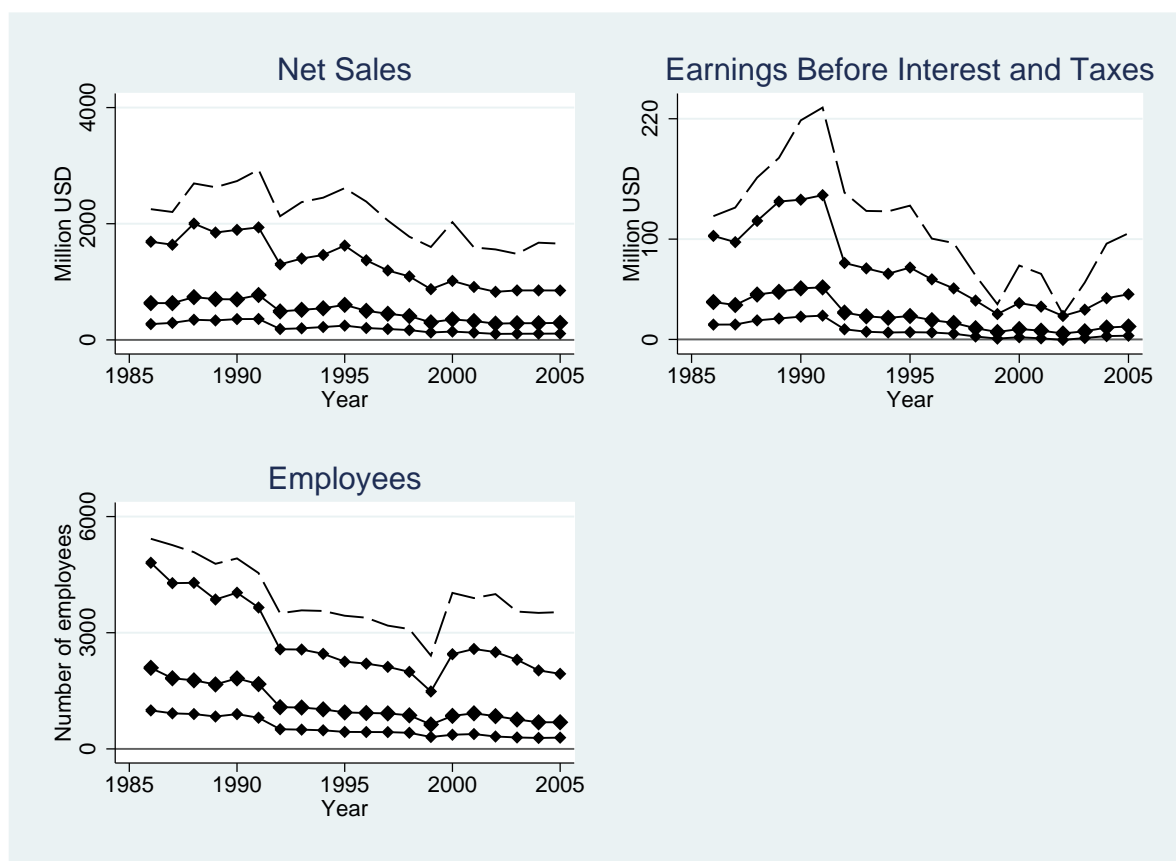 Net Sales
Million USD
4000
2000
0
1985 1990 1995 2000 2005
Year
Earnings Before Interest and Taxes
Million USD
220
100
0
1985 1990 1995 2000 2005
Year
Employees
Number of employees
6000
3000
0
1985 1990 1995 2000 2005
Year